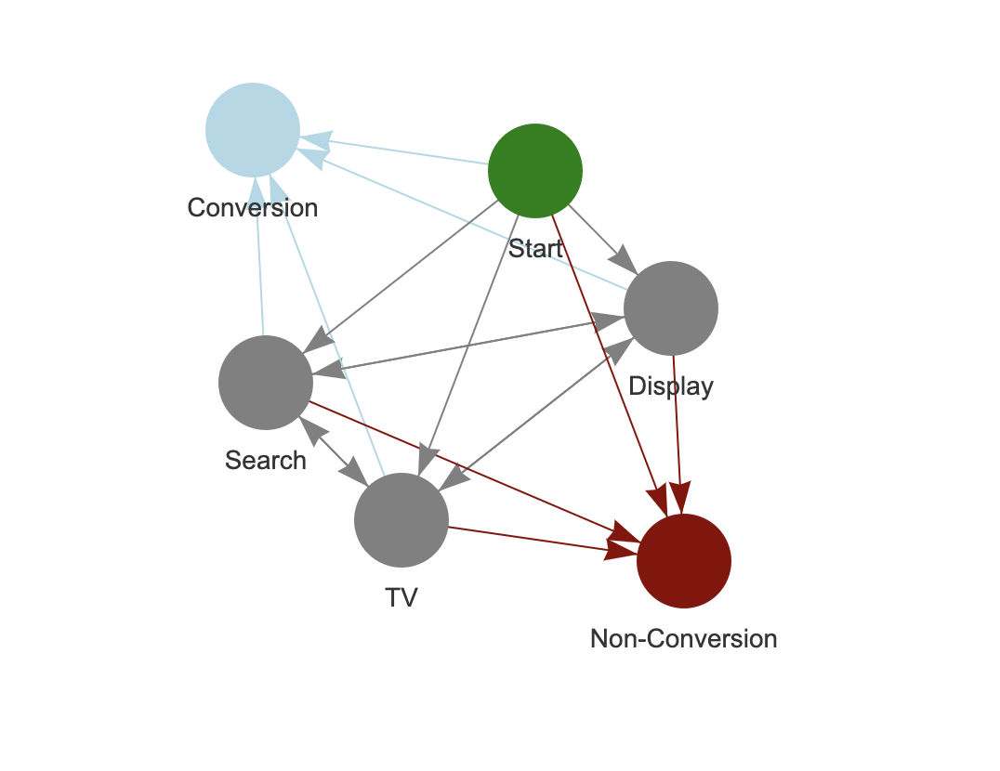 Conversion
Start
Display
Search
TV
Non-Conversion